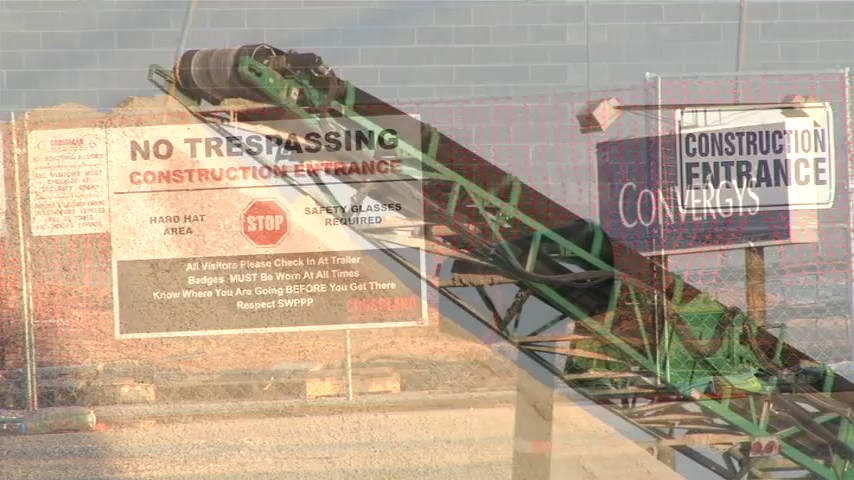 NO TRESPASSING
CONSTRUCTION ENTRANCE
HARD HAT
AREA
STOP
SAFETY GLASSES
REQUIRED
All Visitors Please Check In At Trailer
Badges MUST Be Worn At All Times
Know Where You Are Going BEFORE You Get There
Respect SWPPP
CROSSLAND
CONSTRUCTION
ENTRANCE
CONVERGYS